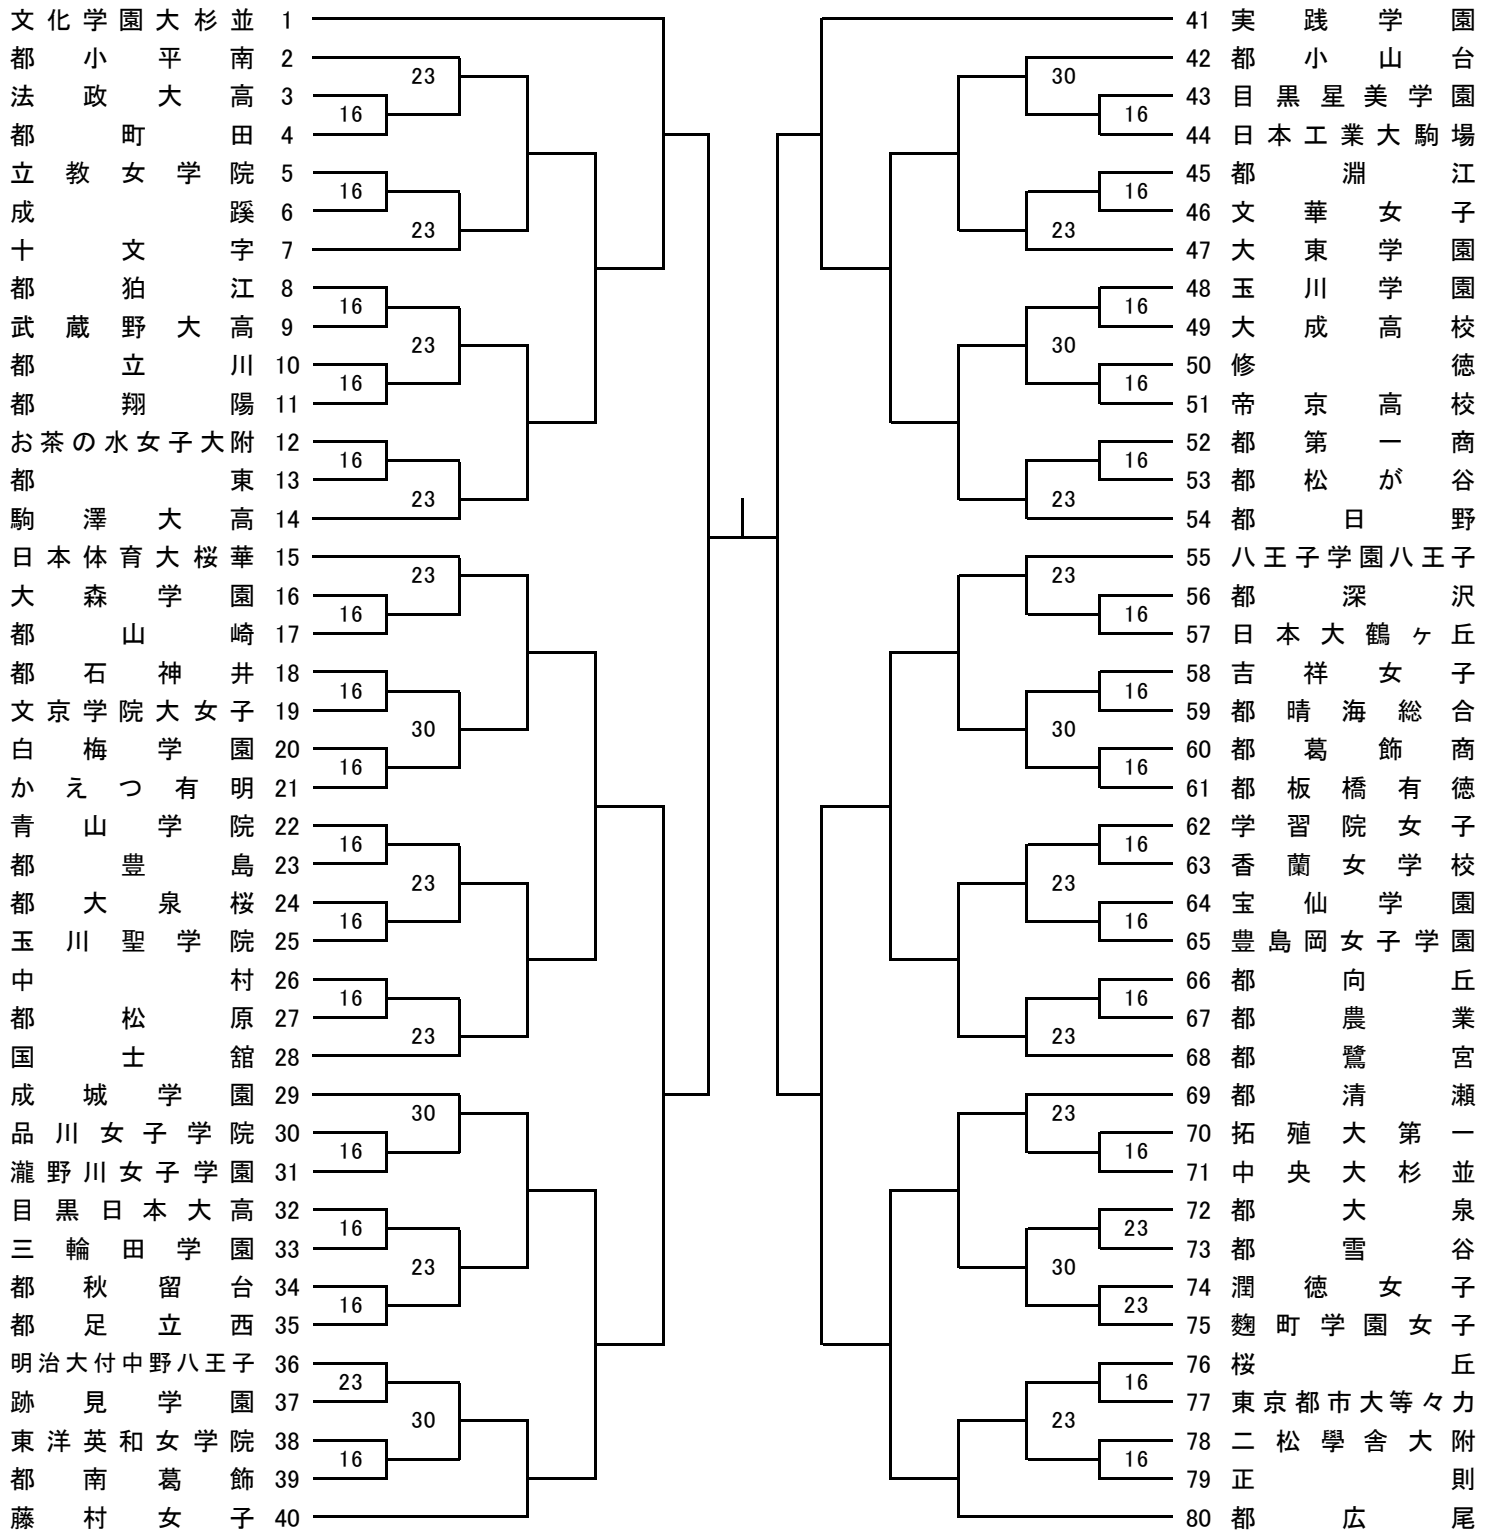 文化学園大杉並 1
都小平南 2
23
法政大高 3
16
都町田 4
立教女学院 5
16
成蹊 6
23
十文字 7
都狛江 8
16
武蔵野大高 9
23
都立川 10
16
都翔陽 11
お茶の水女子大附 12
16
都東 13
23
駒澤大高 14
日本体育大桜華 15
23
大森学園 16
16
都山崎 17
都石神井 18
16
文京学院大女子 19
30
白梅学園 20
16
かえつ有明 21
青山学院 22
16
都豊島 23
23
都大泉桜 24
16
玉川聖学院 25
中村 26
16
都松原 27
23
国士舘 28
成城学園 29
30
品川女子学院 30
16
瀧野川女子学園 31
目黒日本大高 32
16
三輪田学園 33
23
都秋留台 34
16
都足立西 35
明治大付中野八王子 36
23
跡見学園 37
30
東洋英和女学院 38
16
都南葛飾 39
藤村女子 40
41 実践学園
42 都小山台
30
43 目黒星美学園
16
44 日本工業大駒場
45 都淵江
16
46 文華女子
23
47 大東学園
48 玉川学園
16
49 大成高校
30
50 修徳
16
51 帝京高校
52 都第一商
16
53 都松が谷
23
54 都日野
55 八王子学園八王子
23
56 都深沢
16
57 日本大鶴ヶ丘
58 吉祥女子
16
59 都晴海総合
30
60 都葛飾商
16
61 都板橋有徳
62 学習院女子
16
63 香蘭女学校
23
64 宝仙学園
16
65 豊島岡女子学園
66 都向丘
16
67 都農業
23
68 都鷺宮
69 都清瀬
23
70 拓殖大第一
16
71 中央大杉並
72 都大泉
23
73 都雪谷
30
74 潤徳女子
23
75 麴町学園女子
76 桜丘
16
77 東京都市大等々力
23
78 二松學舎大附
16
79 正則
80 都広尾